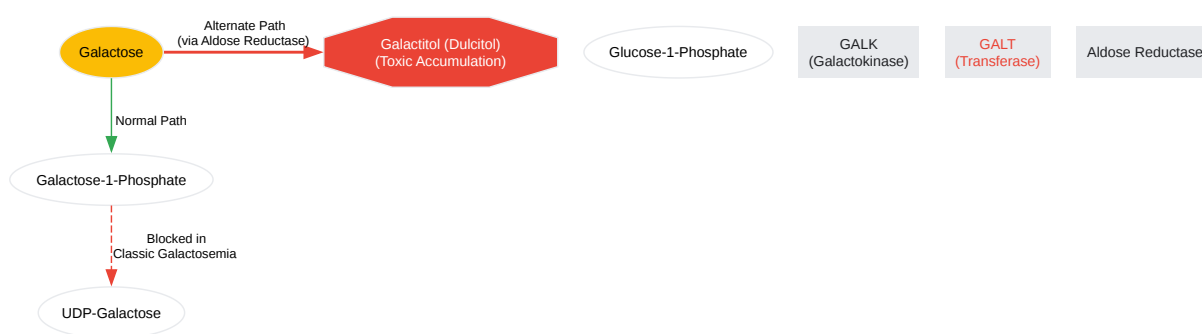 Alternate Path
(via Aldose Reductase)
Galactose
Galactitol (Dulcitol)
(Toxic Accumulation)
Glucose-1-Phosphate
GALK
(Galactokinase)
GALT
(Transferase)
Aldose Reductase
Normal Path
Galactose-1-Phosphate
Blocked in
Classic Galactosemia
UDP-Galactose